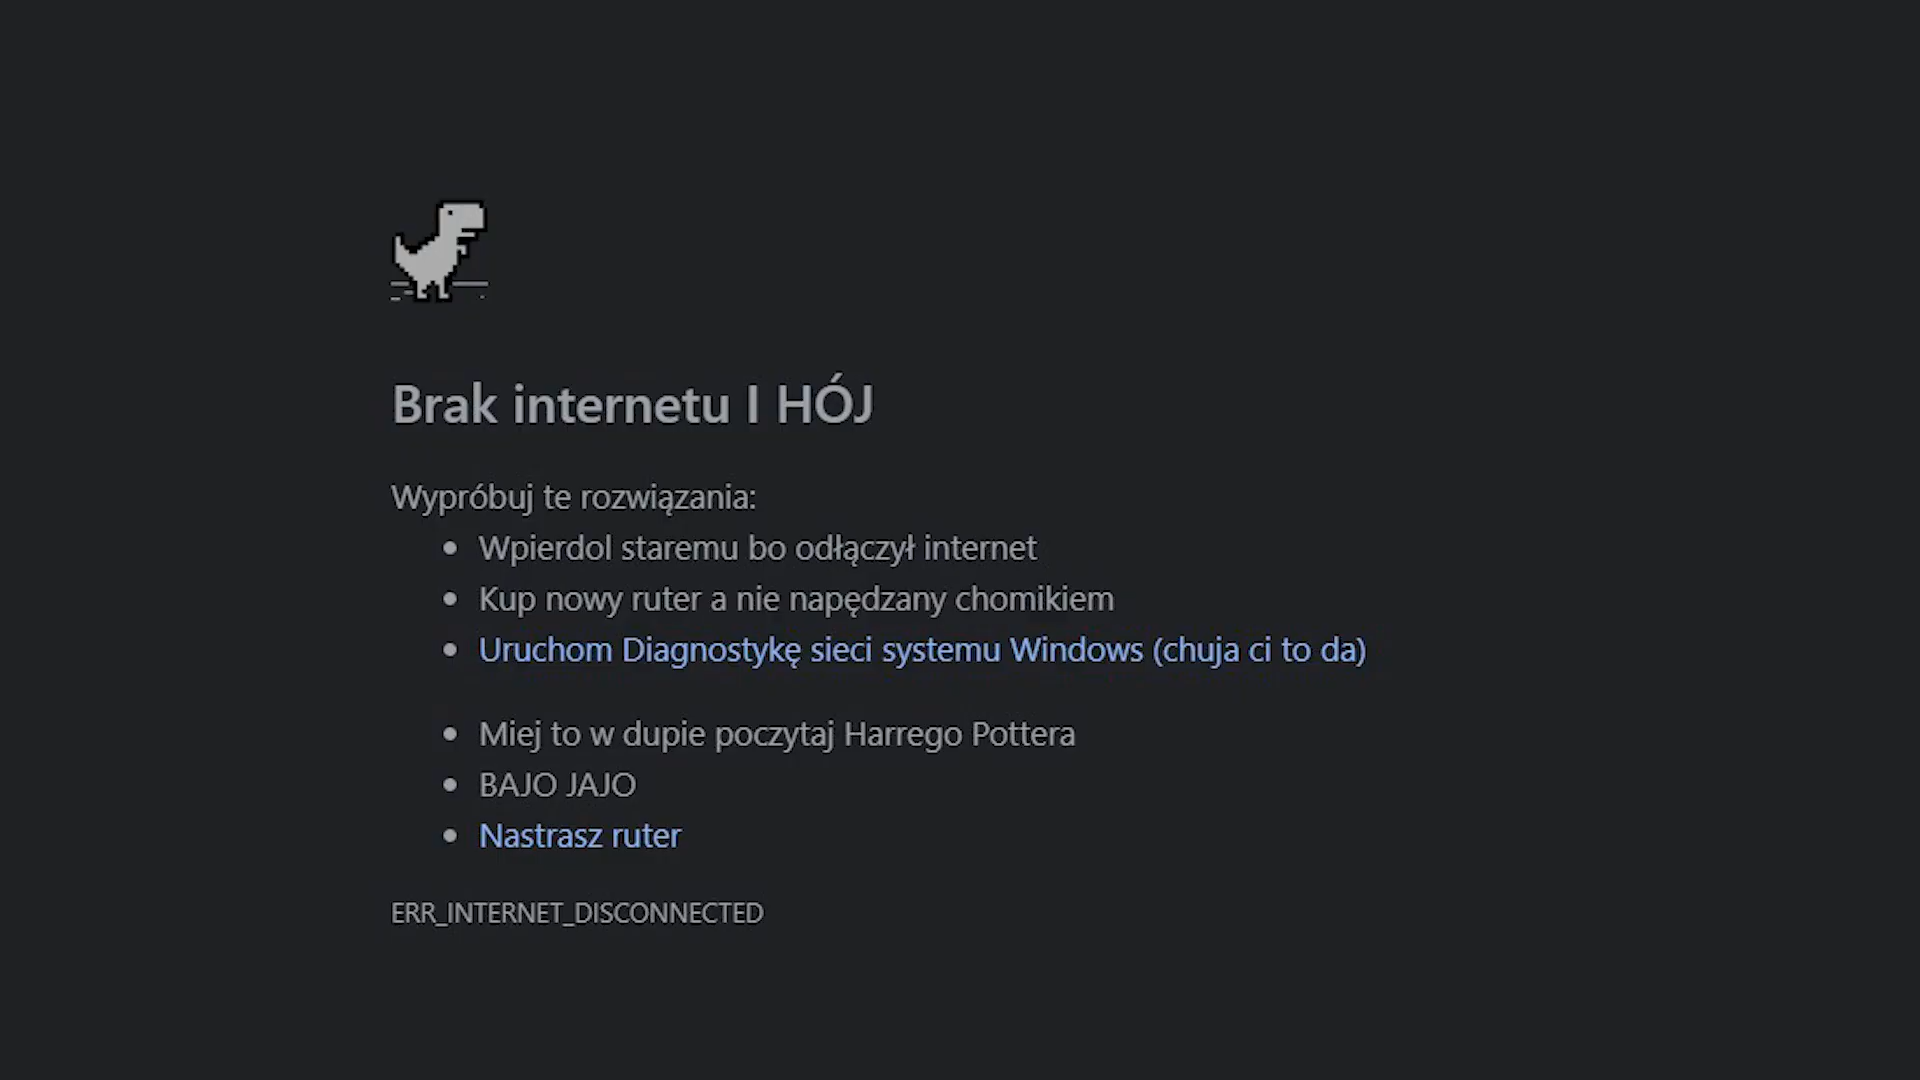 Brak internetu I HÓJ
Wypróbuj te rozwiązania:
Wpierdol staremu bo odłączył internet
Kup nowy ruter a nie napędzany chomikiem
Uruchom Diagnostykę sieci systemu Windows (chuja ci to da)
Miej to w dupie poczytaj Harrego Pottera
BAJO JAJO
Nastrasz ruter
ERR_INTERNET_DISCONNECTED